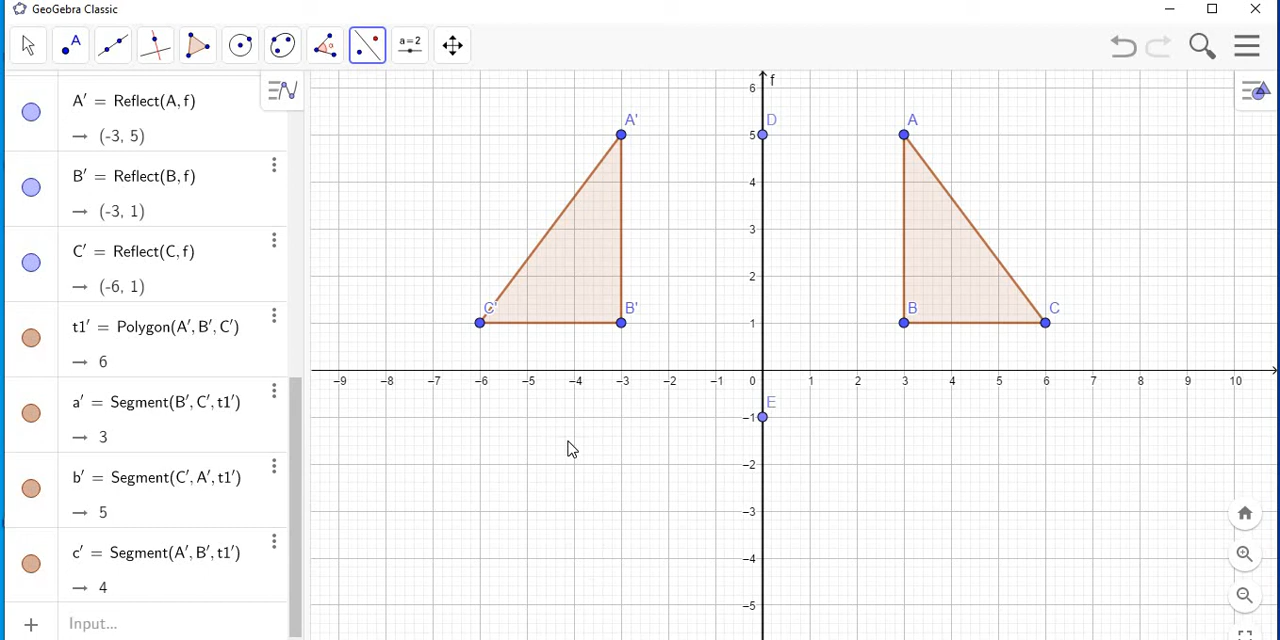 GeoGebra Classic
A
α
a=2
A′ = Reflect(A, f)
→ (-3, 5)
B′ = Reflect(B, f)
→ (-3, 1)
C′ = Reflect(C, f)
→ (-6, 1)
t1′ = Polygon(A′, B′, C′)
→ 6
a′ = Segment(B′, C′, t1′)
→ 3
b′ = Segment(C′, A′, t1′)
→ 5
c′ = Segment(A′, B′, t1′)
→ 4
+ Input...
f
A'
D
A
C'
B'
B
C
E
6
5
4
3
2
1
−9 −8 −7 −6 −5 −4 −3 −2 −1 0 1 2 3 4 5 6 7 8 9 10
−1
−2
−3
−4
−5